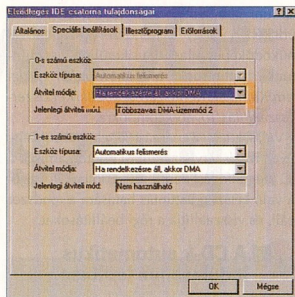 Elsődleges IDE-csatorna tulajdonságai
Általános Speciális beállítások Illesztőprogram Erőforrások
0-s számú eszköz
Eszköz típusa: Automatikus felismerés
Átvitel módja: Ha rendelkezésre áll, akkor DMA
Jelenlegi átviteli mód: Többszavas DMA-üzemmód 2
1-es számú eszköz
Eszköz típusa: Automatikus felismerés
Átvitel módja: Ha rendelkezésre áll, akkor DMA
Jelenlegi átviteli mód: Nem használható
OK Mégse